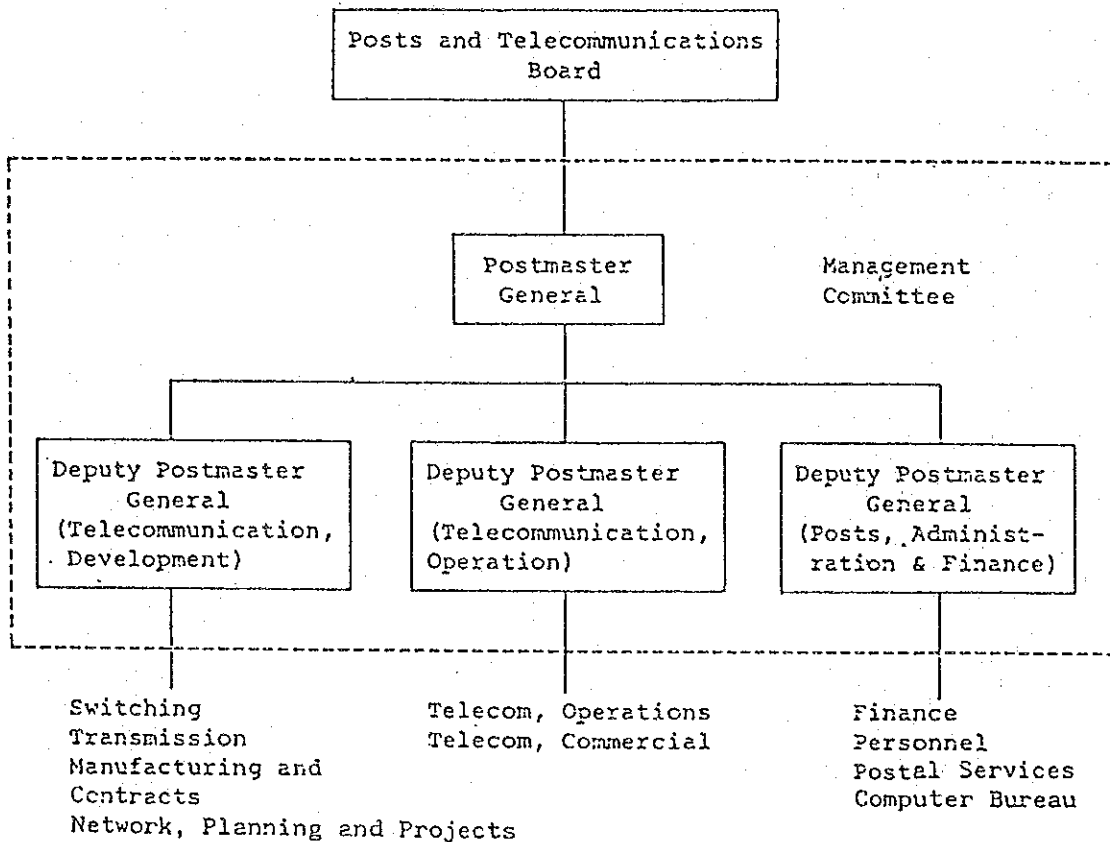 Posts and Telecommunications
Board
Postmaster
General
Management
Committee
Deputy Postmaster
General
(Telecommunication,
Development)
Deputy Postmaster
General
(Telecommunication,
Operation)
Deputy Postmaster
General
(Posts, Administ-
ration & Finance)
Switching
Transmission
Manufacturing and
Contracts
Network, Planning and Projects
Telecom, Operations
Telecom, Commercial
Finance
Personnel
Postal Services
Computer Bureau